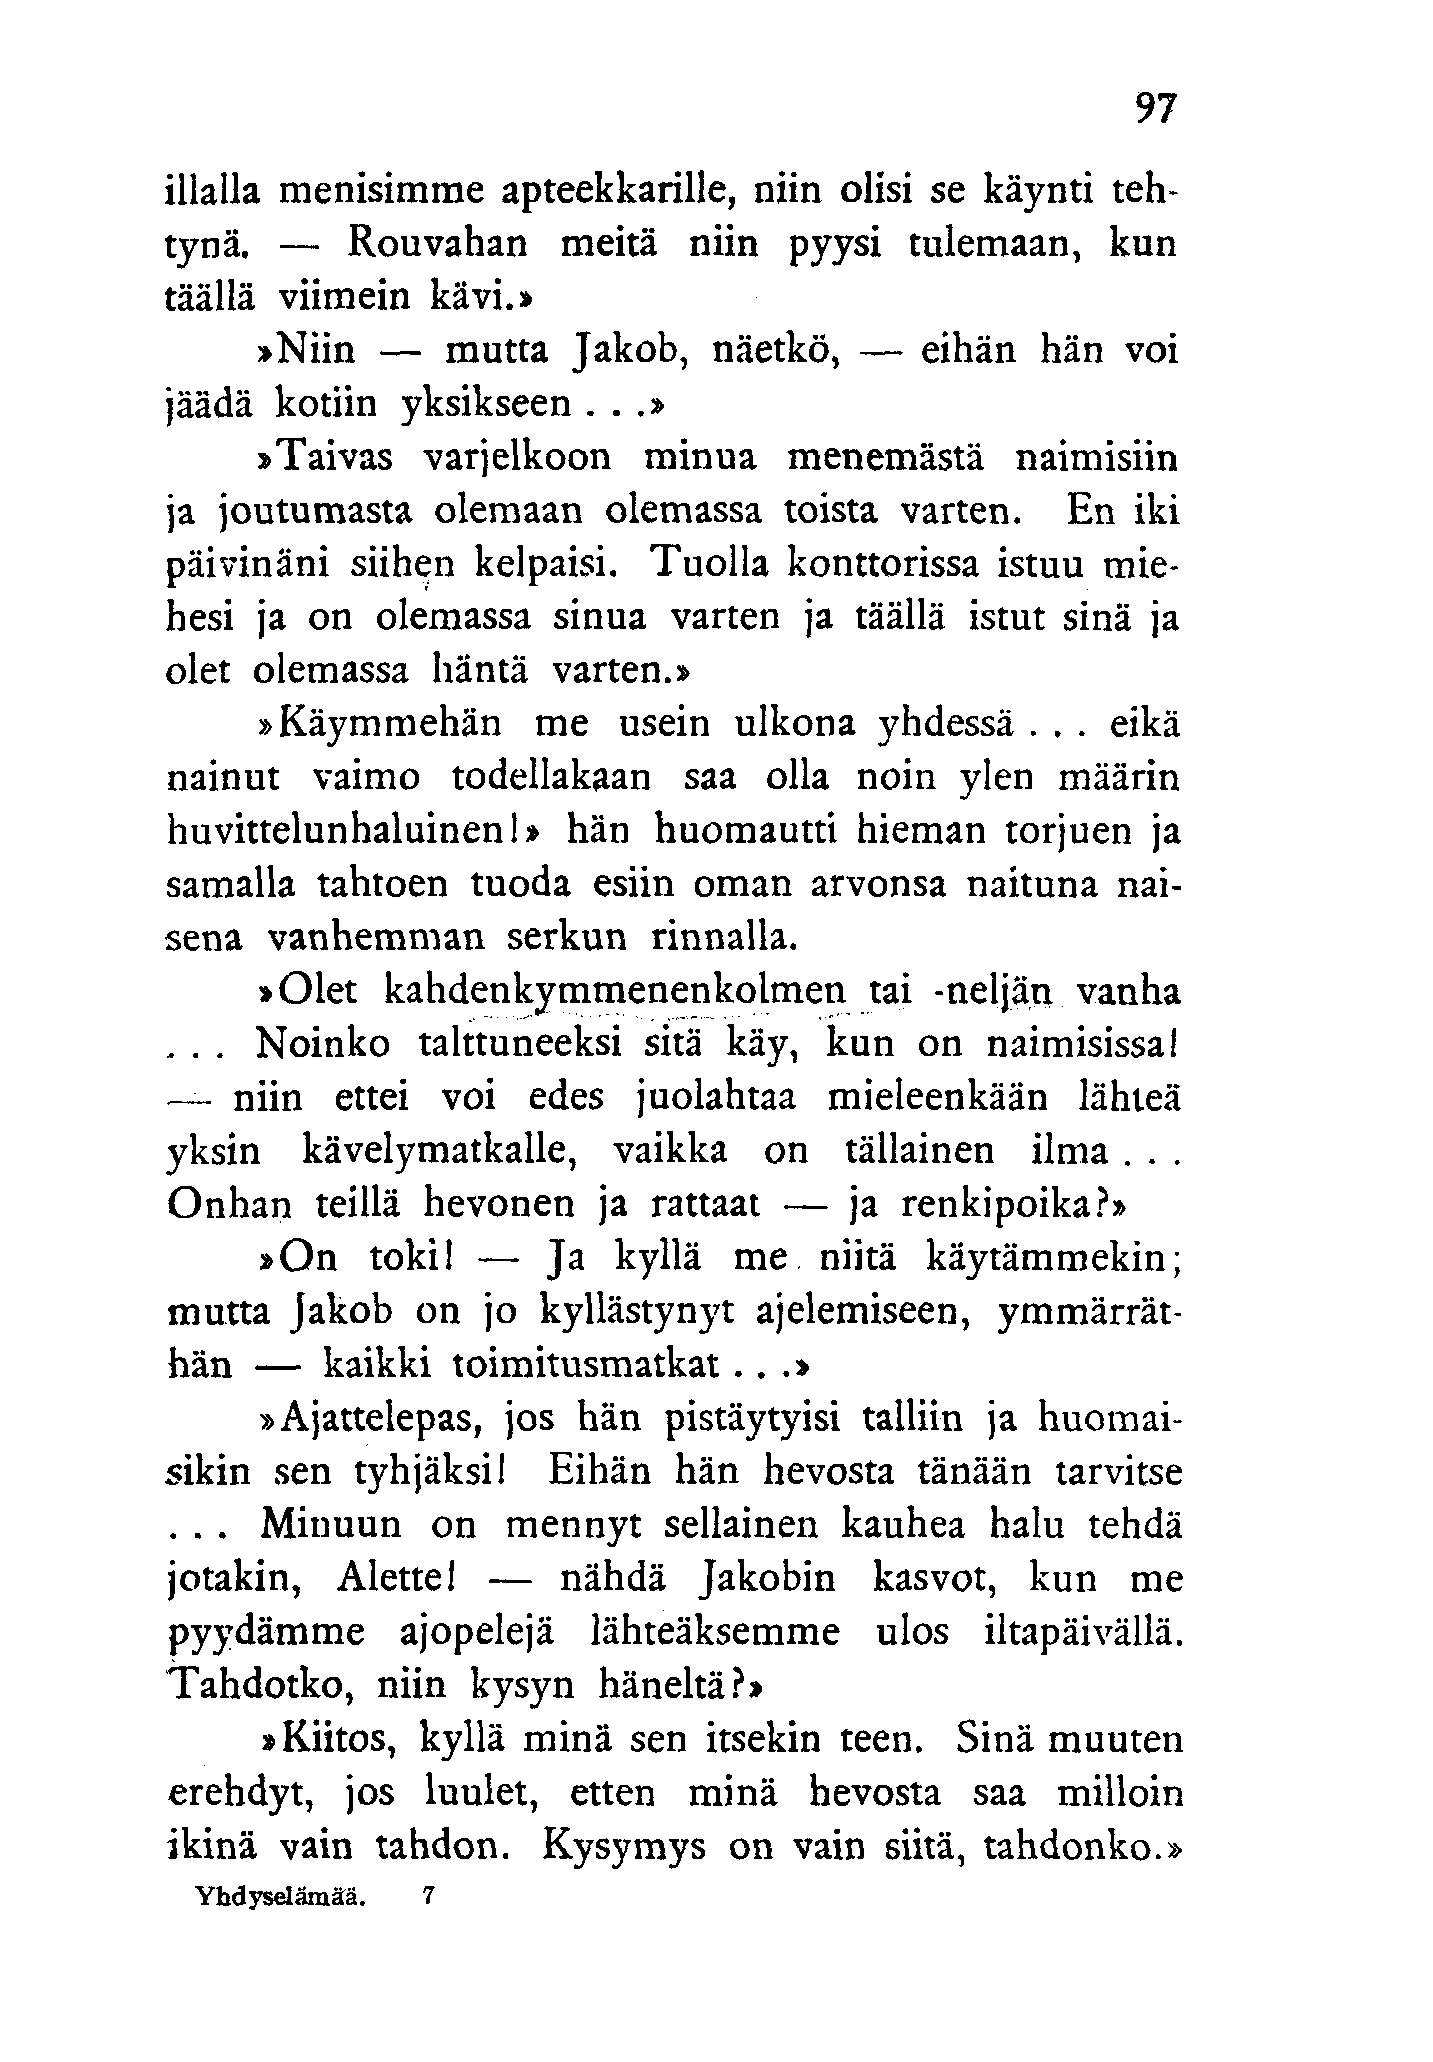 97
illalla menisimme apteekkarille, niin olisi se käynti teh-
tynä. — Rouvahan meitä niin pyysi tulemaan, kun
täällä viimein kävi.»
»Niin — mutta Jakob, näetkö, — eihän hän voi
jäädä kotiin yksikseen . . .»
»Taivas varjelkoon minua menemästä naimisiin
ja joutumasta olemaan olemassa toista varten. En iki
päivinäni siihen kelpaisi. Tuolla konttorissa istuu mie-
hesi ja on olemassa sinua varten ja täällä istut sinä ja
olet olemassa häntä varten.»
»Käymmehän me usein ulkona yhdessä . . . eikä
nainut vaimo todellakaan saa olla noin ylen määrin
huvittelunhaluinen!» hän huomautti hieman torjuen ja
samalla tahtoen tuoda esiin oman arvonsa naituna nai-
sena vanhemman serkun rinnalla.
»Olet kahdenkymmenenkolmen tai -neljän vanha
. . . Noinko talttuneeksi sitä käy, kun on naimisissa!
— niin ettei voi edes juolahtaa mieleenkään lähteä
yksin kävelymatkalle, vaikka on tällainen ilma . . .
Onhan teillä hevonen ja rattaat — ja renkipoika?»
»On toki! — Ja kyllä me niitä käytämmekin;
mutta Jakob on jo kyllästynyt ajelemiseen, ymmärrät-
hän — kaikki toimitusmatkat . . .»
»Ajattelepas, jos hän pistäytyisi talliin ja huomai-
sikin sen tyhjäksi! Eihän hän hevosta tänään tarvitse
. . . Minuun on mennyt sellainen kauhea halu tehdä
jotakin, Alette! — nähdä Jakobin kasvot, kun me
pyydämme ajopelejä lähteäksemme ulos iltapäivällä.
Tahdotko, niin kysyn häneltä?»
»Kiitos, kyllä minä sen itsekin teen. Sinä muuten
erehdyt, jos luulet, etten minä hevosta saa milloin
ikinä vain tahdon. Kysymys on vain siitä, tahdonko.»
Yhdyselämää. 7